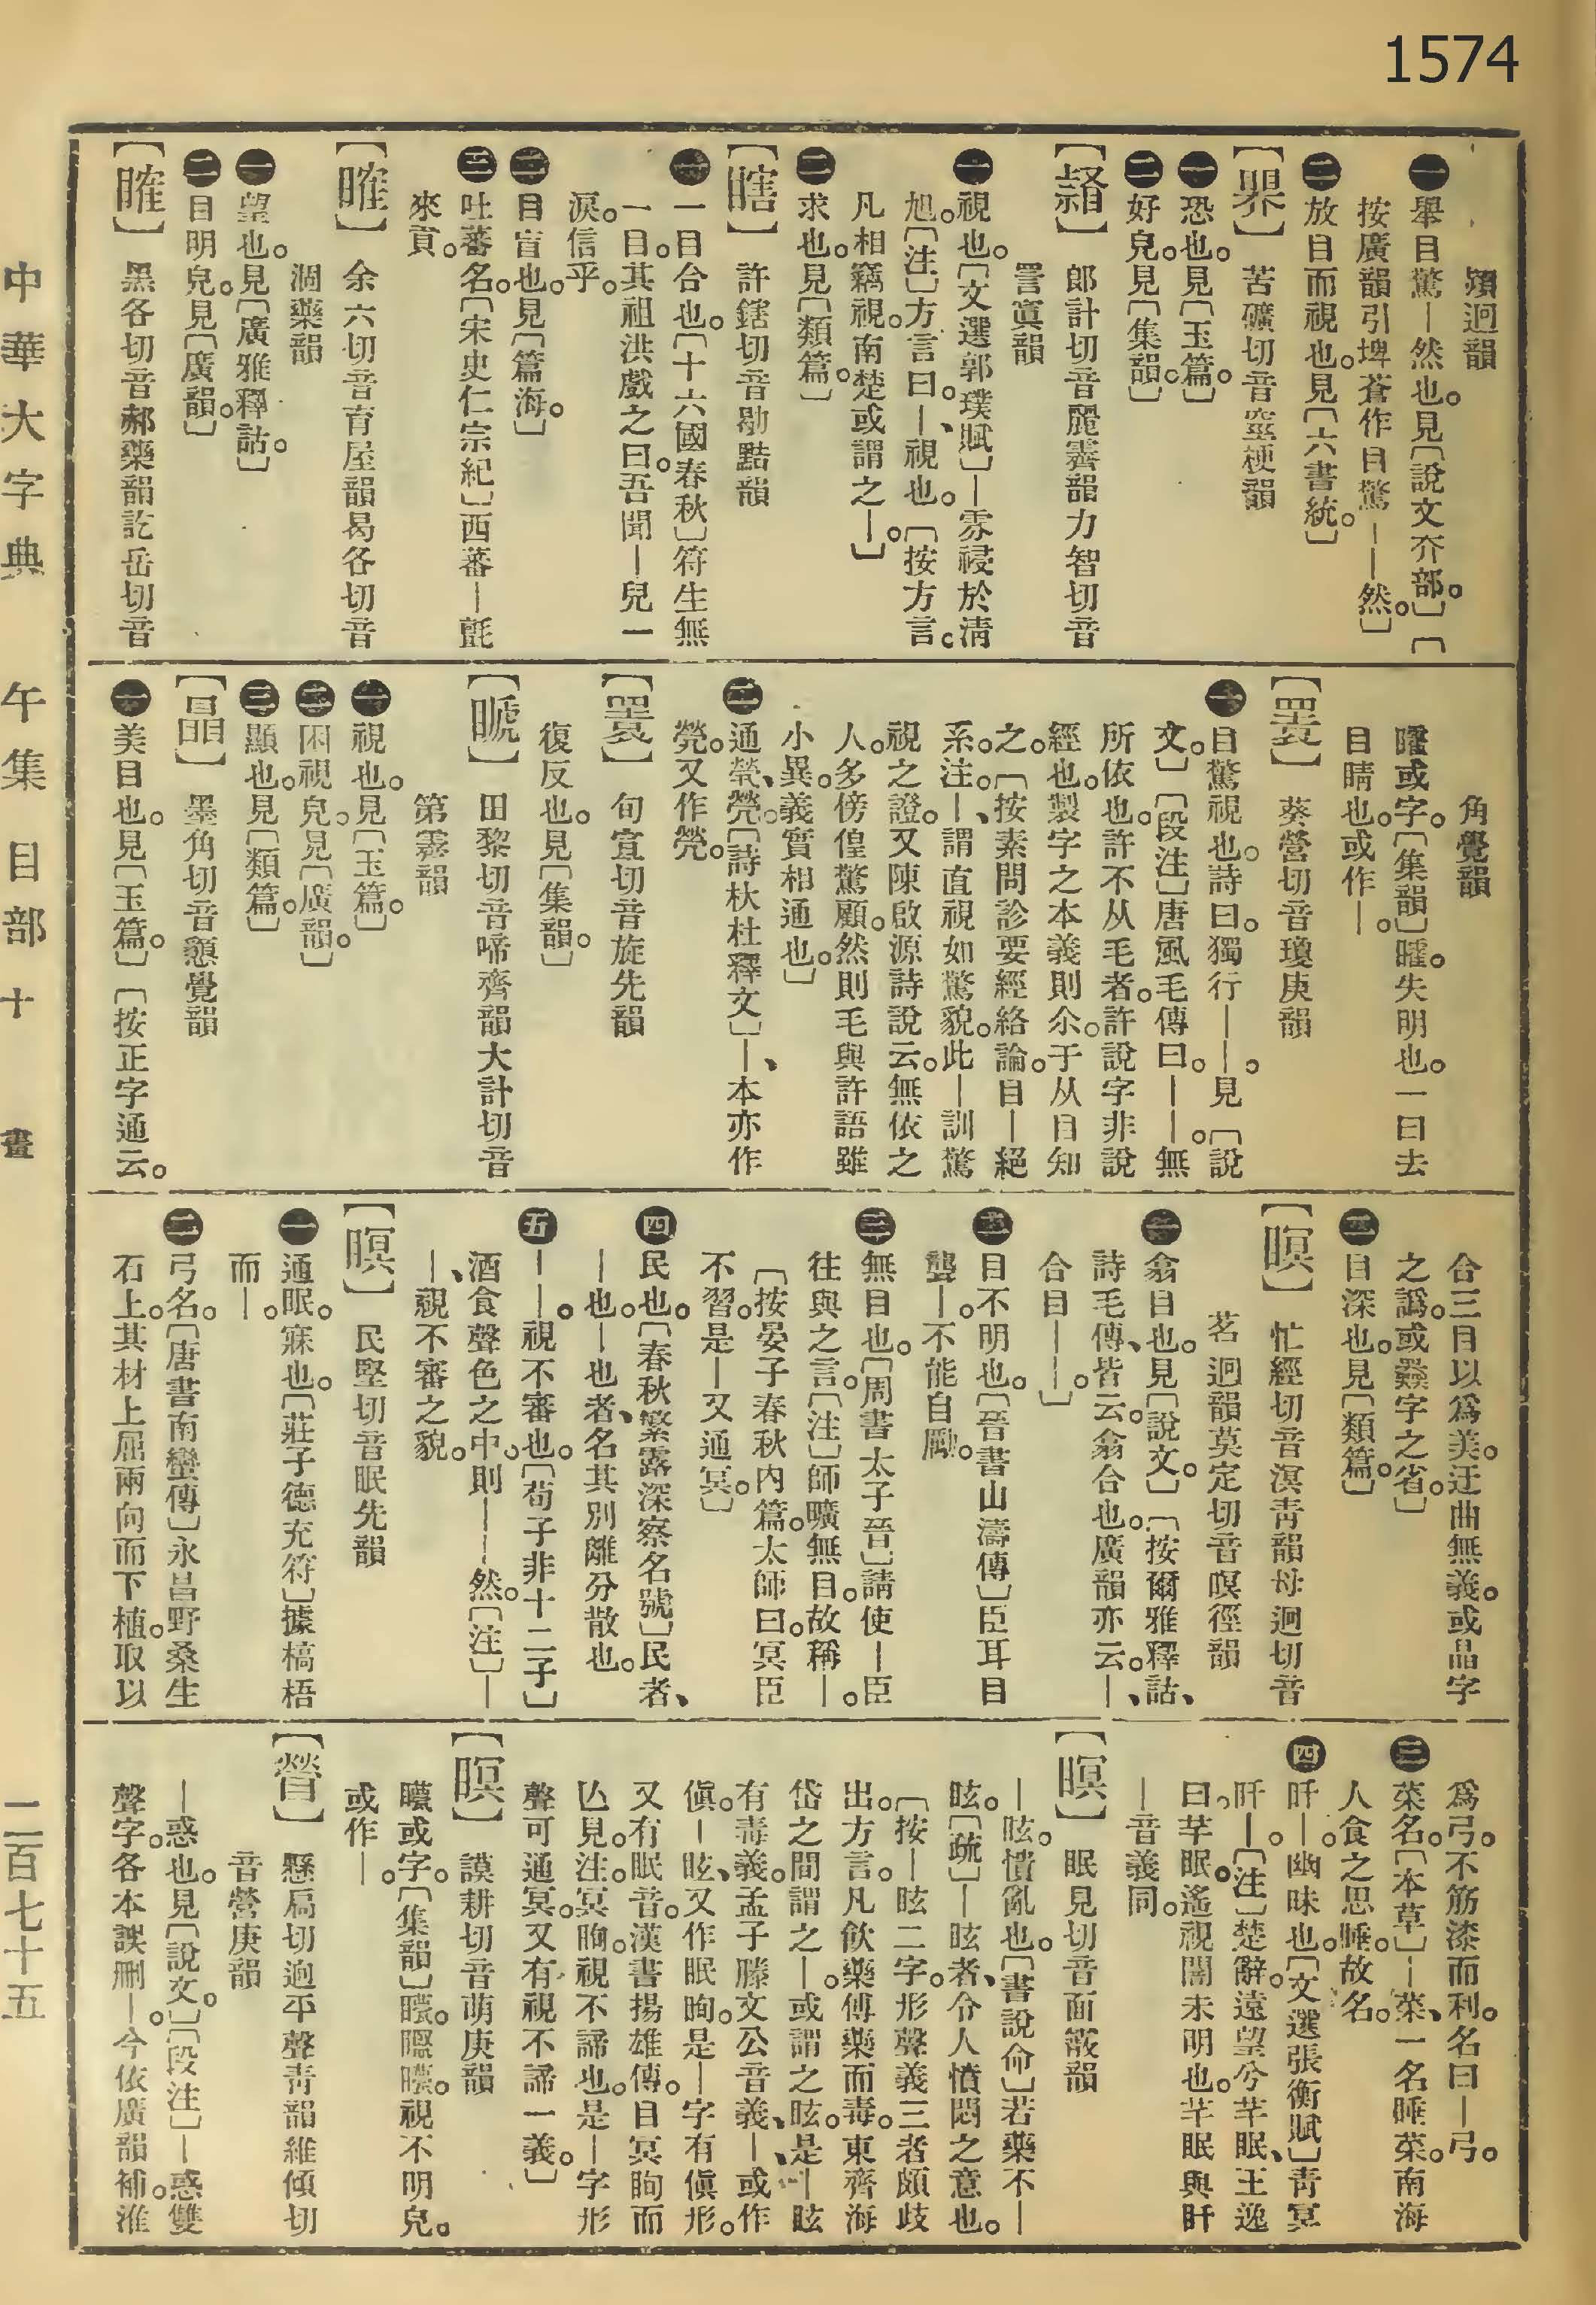 1574
熲迥韻
㊀舉目驚｜然也。見〔說文夰部。〕〔
按廣韻引埤蒼作目驚｜｜然。〕
㊁放目而視也。見〔六書統。〕
【䁌】苦礦切音𡌨梗韻
㊀恐也。見〔玉篇。〕
㊁好皃。見〔集韻。〕
郎計切音麗霽韻力智切音
詈寘韻
㊀視也。〔文選郭璞賦〕｜雰祲於淸
旭。〔注〕方言曰。｜、視也。〔按方言。
凡相竊視。南楚或謂之｜。〕
㊁求也。見〔類篇。〕
【瞎】許鎋切音勘黠韻
㊀一目合也。〔十六國春秋〕符生無
一目。其祖洪戲之曰。吾聞｜兒一
淚。信乎。
㊁目盲也。見〔篇海。〕
㊂吐蕃名。〔宋史仁宗紀〕西蕃｜氈
來貢。
【䧹】余六切音育屋韻曷各切音
涸藥韻
㊀望也。見〔廣雅釋詁。〕
㊁目明皃。見〔廣韻。〕
黑各切音郝藥韻訖岳切音
角覺韻
矐或字。〔集韻〕矐。失明也。一曰去
目睛也。或作｜。
【瞏】葵營切音瓊庚韻
㊀目驚視也。詩曰。獨行｜｜。見〔說
文。〕〔段注〕唐風毛傳曰。｜｜。無
所依也。許不从毛者。許說字非說
經也。製字之本義則尒。于从目知
之。〔按素問診要經絡論。目｜絕
系。注。｜、謂直視如驚貌。此｜訓驚
視之證。又陳啟源詩說云。無依之
人。多傍偟驚顧。然則毛與許語雖
小異。義實相通也。〕
㊁通煢、㷀。〔詩杕杜釋文〕｜、本亦作
煢。又作㷀。
【瞏】旬宣切音旋先韻
復反也。見〔集韻。〕
【䁯】田黎切音啼齊韻大計切音
第霽韻
㊀視也。見〔玉篇。〕
㊁困視皃。見〔廣韻。〕
㊂顯也。見〔類篇。〕
墨角切音藐覺韻
㊀美目也。見〔玉篇。〕〔按正字通云。
合三目以爲美。迂曲無義。或晶字
之譌。或㒹字之省。〕
㊁目深也。見〔類篇。〕
【瞑】忙經切音溟靑韻母迥切音
茗迥韻莫定切音暝徑韻
㊀翕目也。見〔說文。〕〔按爾雅釋詁、
詩毛傳、皆云。翕合也。廣韻亦云。｜、
合目｜｜。〕
㊁目不明也。〔晉書山濤傳〕臣耳目
聾｜。不能自勵。
㊂無目也。〔周書太子晉〕請使｜臣
往與之言。〔注〕師曠無目。故稱｜。
〔按晏子春秋內篇。太師曰。冥臣
不習。是｜又通冥。〕
㊃民也。〔春秋繁露深察名號〕民者、
｜也。｜也者、名其別離分散也。
㊄｜｜。視不審也。〔荀子非十二子〕
酒食聲色之中。則｜｜然。〔注〕｜
｜、視不審之貌。
【瞑】民堅切音眠先韻
㊀通眠。寐也。〔莊子德充符〕據槁梧
而｜。
㊁弓名。〔唐書南蠻傳〕永昌野桑生
石上。其材上屈兩向而下植。取以
爲弓。不筋漆而利。名曰｜弓。
㊂菜名。〔本草〕｜菜、一名睡菜。南海
人食之思睡。故名。
㊃盰｜。幽昧也。〔文選張衡賦〕靑冥
盰｜。〔注〕楚辭。遠望兮芊眠、王逸
曰。芊眠。遙視闇未明也。芊眠與盰
｜音義同。
【瞑】眠見切音面霰韻
｜眩。憒亂也。〔書說命〕若藥不｜
眩。〔疏〕｜眩者、令人憤悶之意也。
〔按｜眩二字。形聲義三者頗歧
出。方言。凡飲藥傅藥而毒。東齊海
岱之間謂之｜。或謂之眩。是｜眩
有毒義。孟子滕文公音義、｜、或作
傎。｜眩、又作眠眴。是｜字有傎形。
又有眠音。漢書揚雄傳。目冥眴而
亾見。注。冥眴。視不諦也。是｜字形
聲可通冥。又有視不諦一義。〕
【瞑】謨耕切音萌庚韻
矒或字。〔集韻〕矒。䁅矒。視不明皃。
或作｜。
【䁝】懸扃切迥平聲靑韻維傾切
音營庚韻
｜惑也。見〔說文。〕〔段注〕｜惑雙
聲字。各本誤刪｜。今依廣韻補。淮
中華大字典　午集　目部　十畫
二百七十五